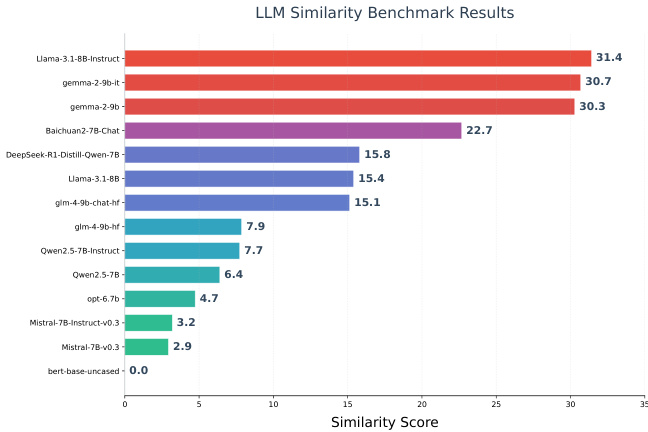 LLM Similarity Benchmark Results
Llama-3.1-8B-Instruct 31.4
gemma-2-9b-it 30.7
gemma-2-9b 30.3
Baichuan2-7B-Chat 22.7
DeepSeek-R1-Distill-Qwen-7B 15.8
Llama-3.1-8B 15.4
glm-4-9b-chat-hf 15.1
glm-4-9b-hf 7.9
Qwen2.5-7B-Instruct 7.7
Qwen2.5-7B 6.4
opt-6.7b 4.7
Mistral-7B-Instruct-v0.3 3.2
Mistral-7B-v0.3 2.9
bert-base-uncased 0.0
0 5 10 15 20 25 30 35
Similarity Score